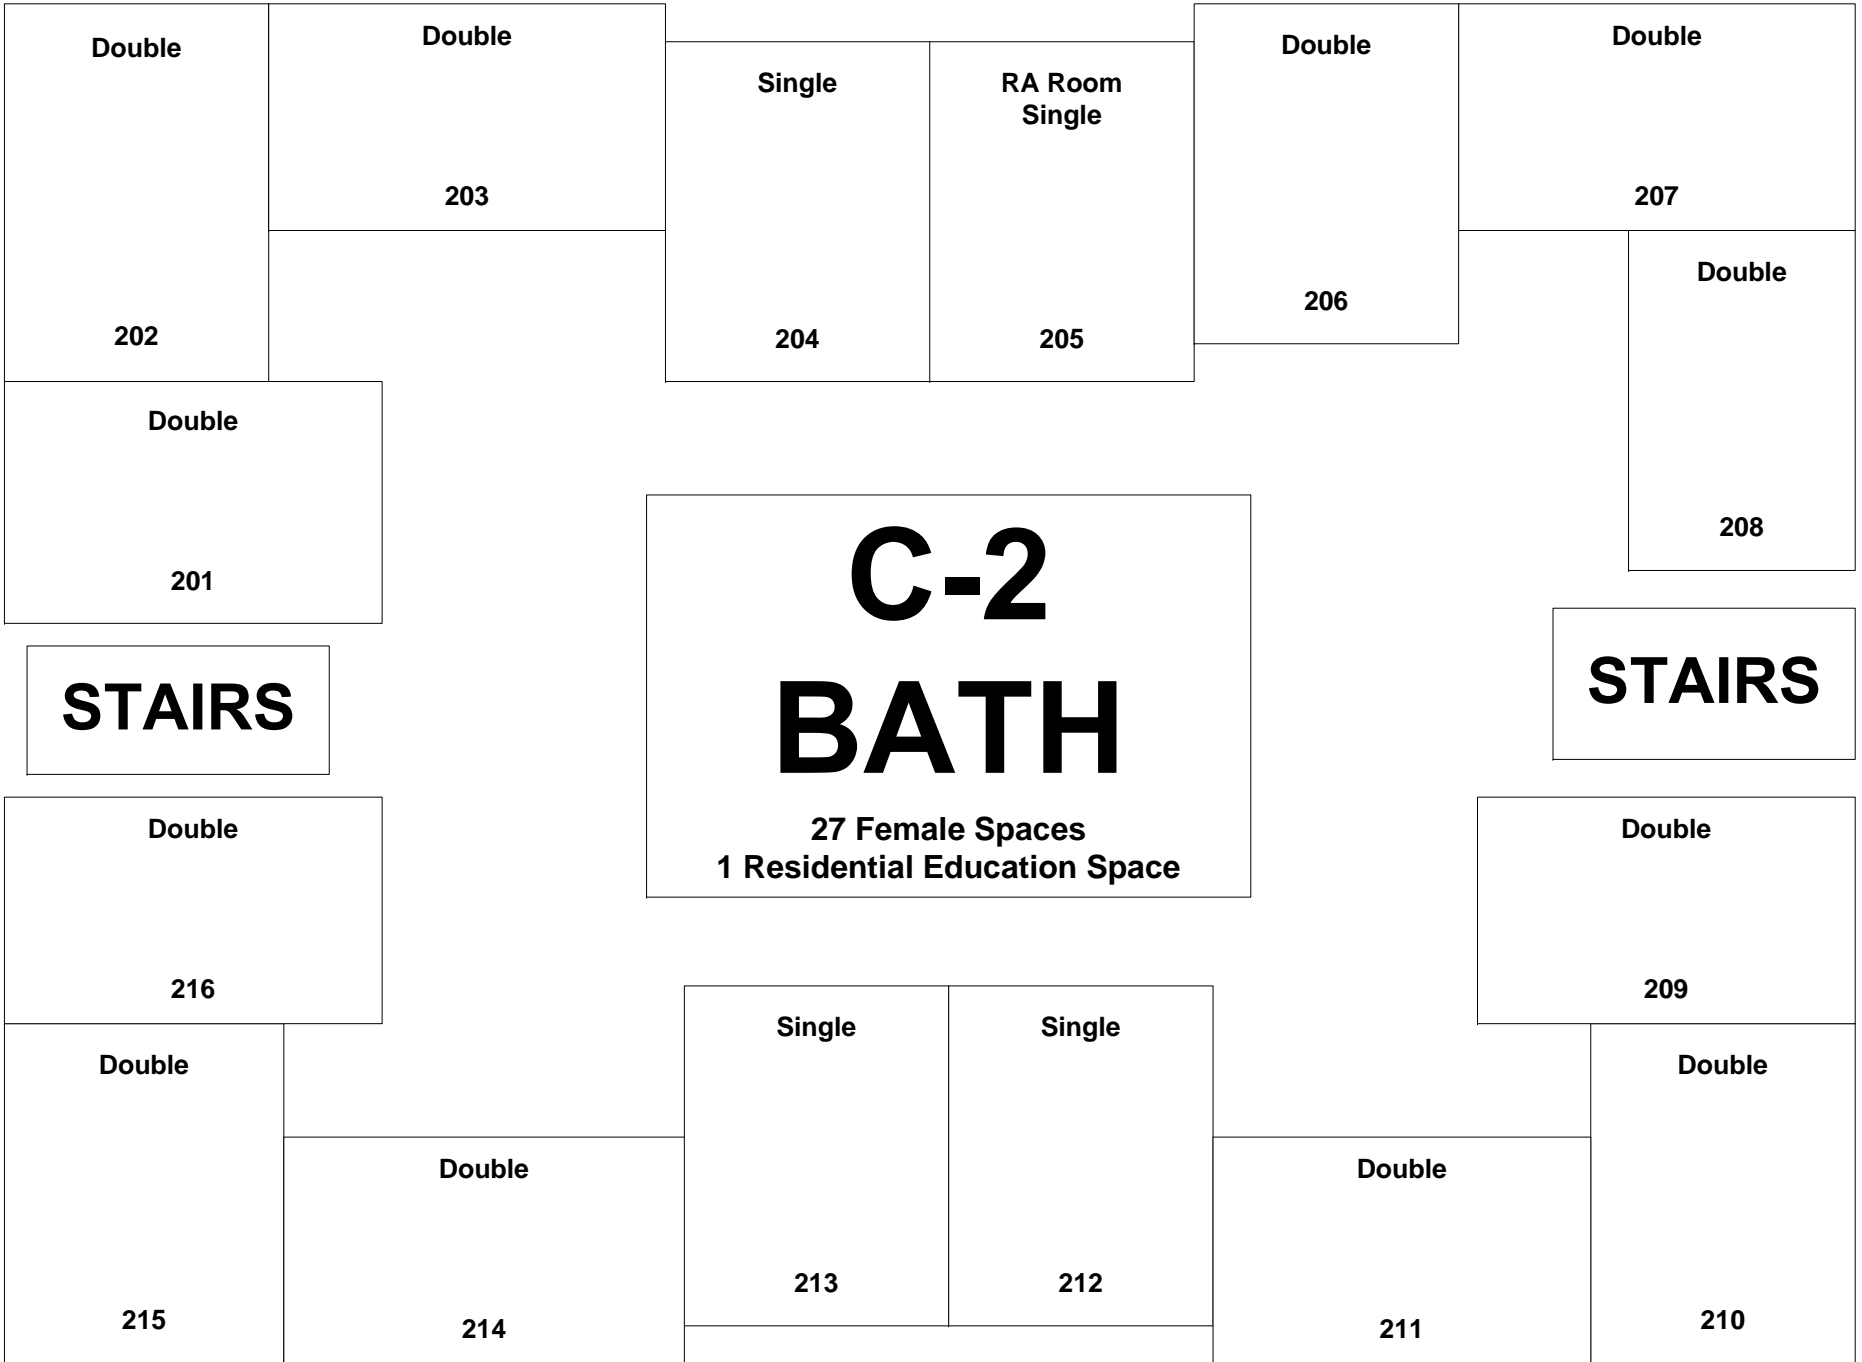 Double
202
Double
203
Single
204
RA Room
Single
205
Double
206
Double
207
Double
208
Double
201
STAIRS
C-2
BATH
27 Female Spaces
1 Residential Education Space
STAIRS
Double
216
Double
209
Double
215
Double
214
Single
213
Single
212
Double
211
Double
210